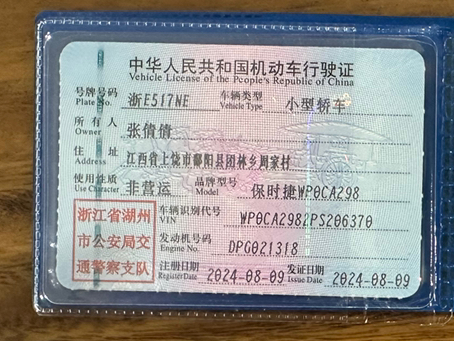 中华人民共和国机动车行驶证
Vehicle License of the People's Republic of China
号牌号码 浙E517NE 车辆类型 小型轿车
Plate No. Vehicle Type
所有人 张倩倩
Owner
住址 江西省上饶市鄱阳县团林乡周家村
Address
使用性质 非营运 品牌型号 保时捷WP0CA298
Use Character Model
浙江省湖州 车辆识别代号 WP0CA2982PS206370
VIN
市公安局交 发动机号码 DPG021318
Engine No.
通警察支队 注册日期 2024-08-09 发证日期 2024-08-09
Register Date Issue Date